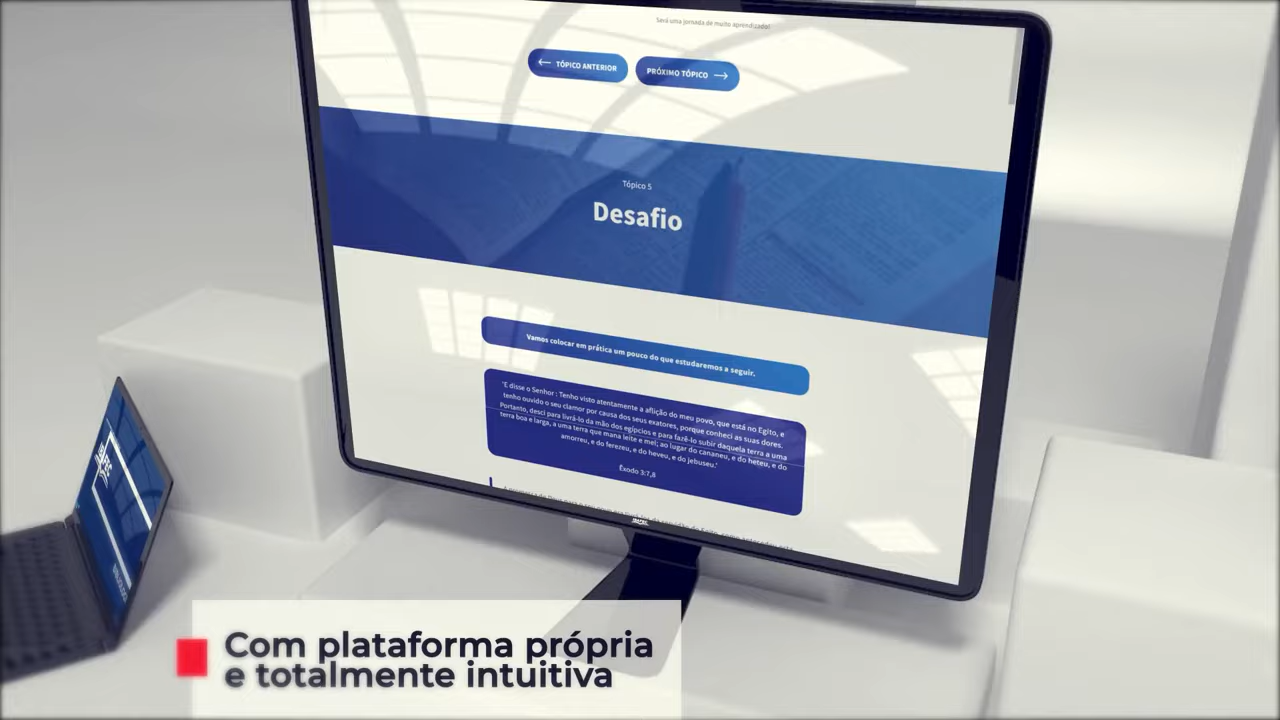 Será uma jornada de muito aprendizado!
← TÓPICO ANTERIOR
PRÓXIMO TÓPICO →
Tópico 5
Desafio
Vamos colocar em prática um pouco do que estudaremos a seguir.
"E disse o Senhor : Tenho visto atentamente a aflição do meu povo, que está no Egito, e
tenho ouvido o seu clamor por causa dos seus exatores, porque conheci as suas dores.
Portanto, desci para livrá-lo da mão dos egípcios e para fazê-lo subir daquela terra a uma
terra boa e larga, a uma terra que mana leite e mel; ao lugar do cananeu, e do heteu, e do
amorreu, e do ferezeu, e do heveu, e do jebuseu."
Êxodo 3:7,8
Com plataforma própria
e totalmente intuitiva